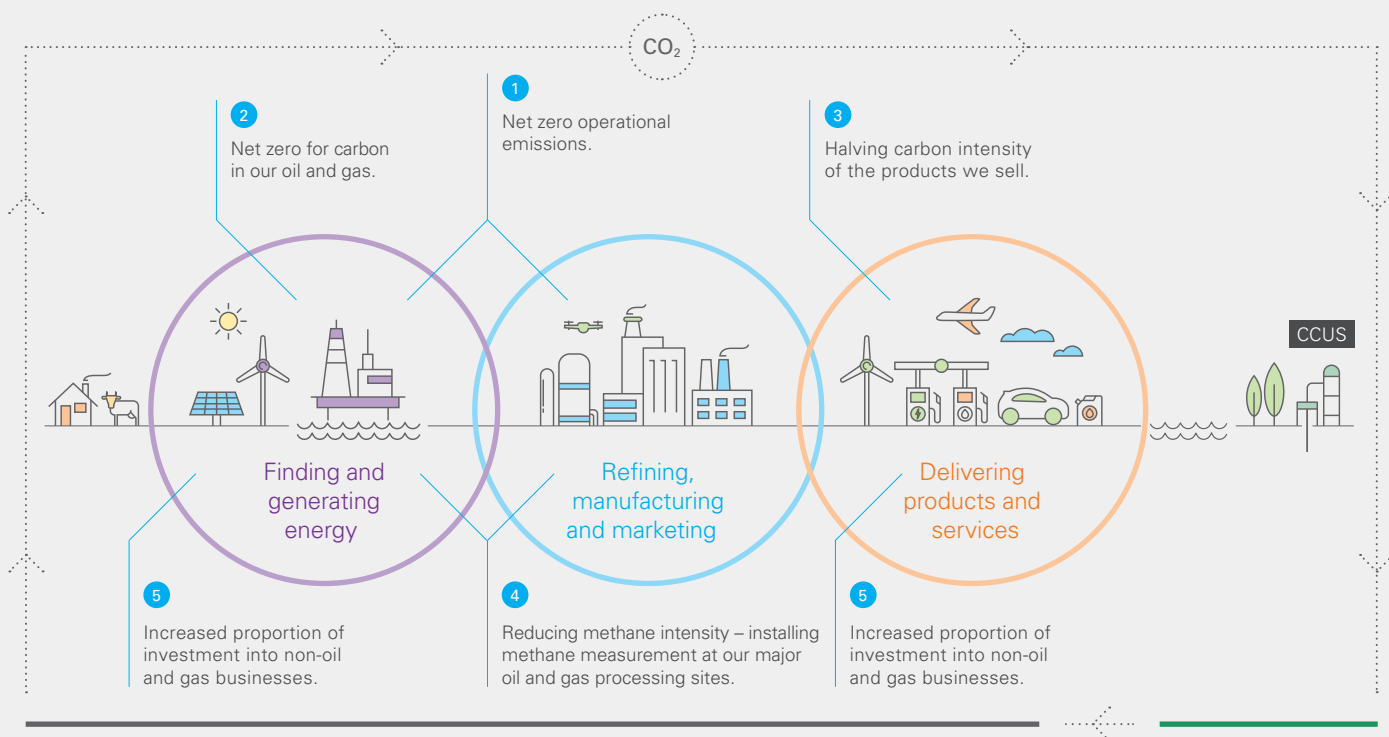 CO₂
2
Net zero for carbon
in our oil and gas.
1
Net zero operational
emissions.
3
Halving carbon intensity
of the products we sell.
CCUS
Finding and
generating
energy
Refining,
manufacturing
and marketing
Delivering
products and
services
5
Increased proportion of
investment into non-oil
and gas businesses.
4
Reducing methane intensity – installing
methane measurement at our major
oil and gas processing sites.
5
Increased proportion of
investment into non-oil
and gas businesses.